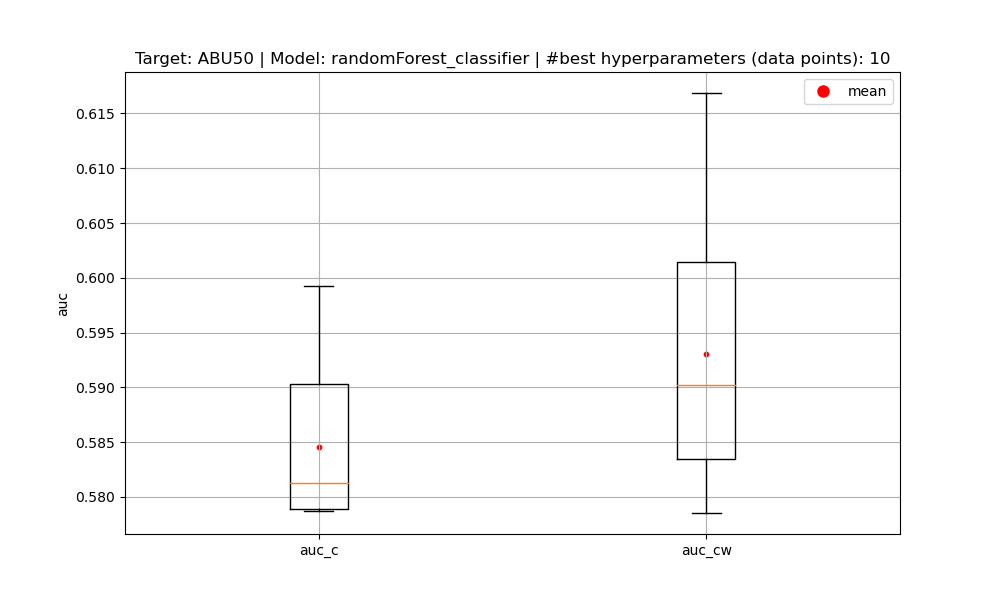 Target: ABU50 | Model: randomForest_classifier | #best hyperparameters (data points): 10
mean
0.615
0.610
0.605
0.600
0.595
0.590
0.585
0.580
auc
auc_c
auc_cw